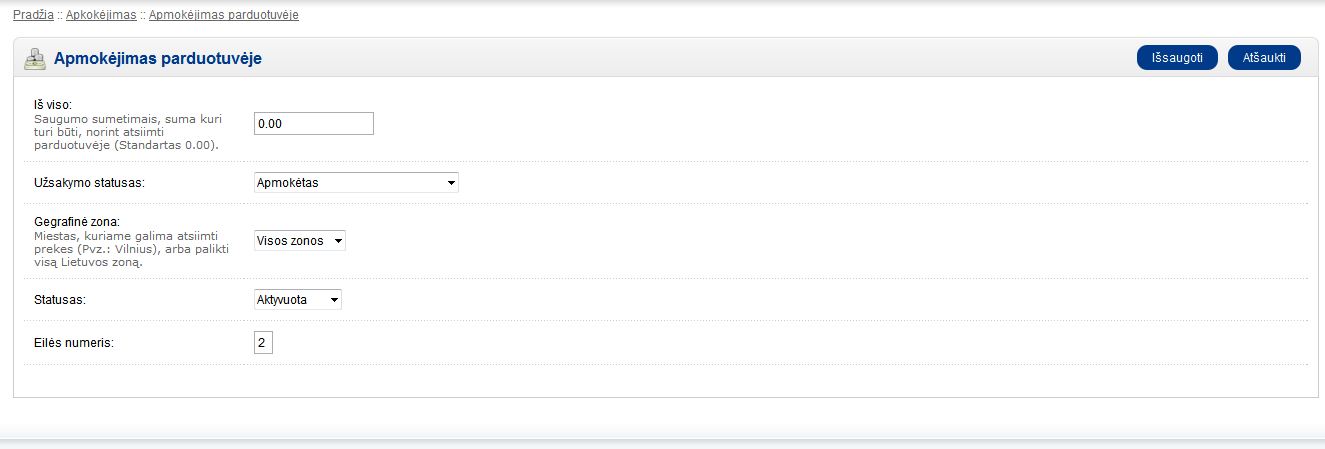 Pradžia :: Apkokėjimas :: Apmokėjimas parduotuvėje
Apmokėjimas parduotuvėje
Išsaugoti
Atšaukti
Iš viso:
Saugumo sumetimais, suma kuri
turi būti, norint atsiimti
parduotuvėje (Standartas 0.00).
0.00
Užsakymo statusas:
Apmokėtas
Gegrafinė zona:
Miestas, kuriame galima atsiimti
prekes (Pvz.: Vilnius), arba palikti
visą Lietuvos zoną.
Visos zonos
Statusas:
Aktyvuota
Eilės numeris:
2